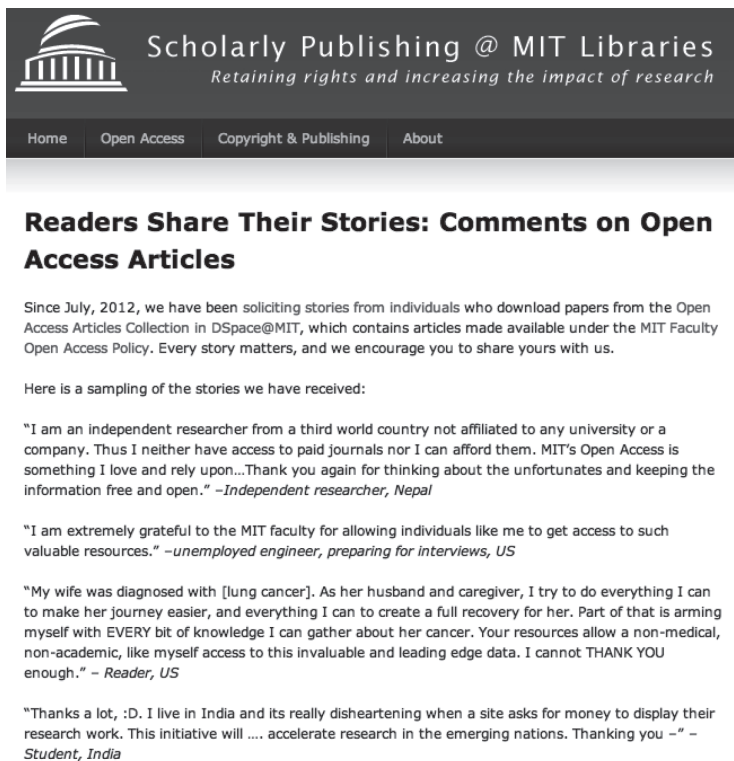 Scholarly Publishing @ MIT Libraries
Retaining rights and increasing the impact of research
Home Open Access Copyright & Publishing About
Readers Share Their Stories: Comments on Open
Access Articles
Since July, 2012, we have been soliciting stories from individuals who download papers from the Open
Access Articles Collection in DSpace@MIT, which contains articles made available under the MIT Faculty
Open Access Policy. Every story matters, and we encourage you to share yours with us.
Here is a sampling of the stories we have received:
“I am an independent researcher from a third world country not affiliated to any university or a
company. Thus I neither have access to paid journals nor I can afford them. MIT’s Open Access is
something I love and rely upon…Thank you again for thinking about the unfortunates and keeping the
information free and open.” –Independent researcher, Nepal
“I am extremely grateful to the MIT faculty for allowing individuals like me to get access to such
valuable resources.” –unemployed engineer, preparing for interviews, US
“My wife was diagnosed with [lung cancer]. As her husband and caregiver, I try to do everything I can
to make her journey easier, and everything I can to create a full recovery for her. Part of that is arming
myself with EVERY bit of knowledge I can gather about her cancer. Your resources allow a non-medical,
non-academic, like myself access to this invaluable and leading edge data. I cannot THANK YOU
enough.” – Reader, US
“Thanks a lot, :D. I live in India and its really disheartening when a site asks for money to display their
research work. This initiative will …. accelerate research in the emerging nations. Thanking you –” –
Student, India